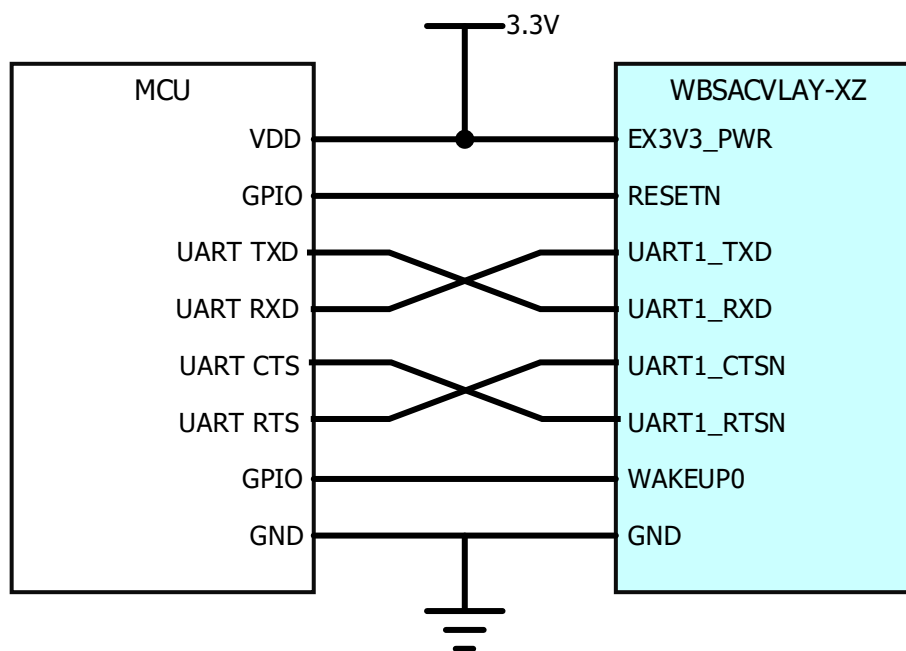 3.3V
MCU
WBSACVLAY-XZ
VDD
EX3V3_PWR
GPIO
RESETN
UART TXD
UART1_TXD
UART RXD
UART1_RXD
UART CTS
UART1_CTSN
UART RTS
UART1_RTSN
GPIO
WAKEUP0
GND
GND